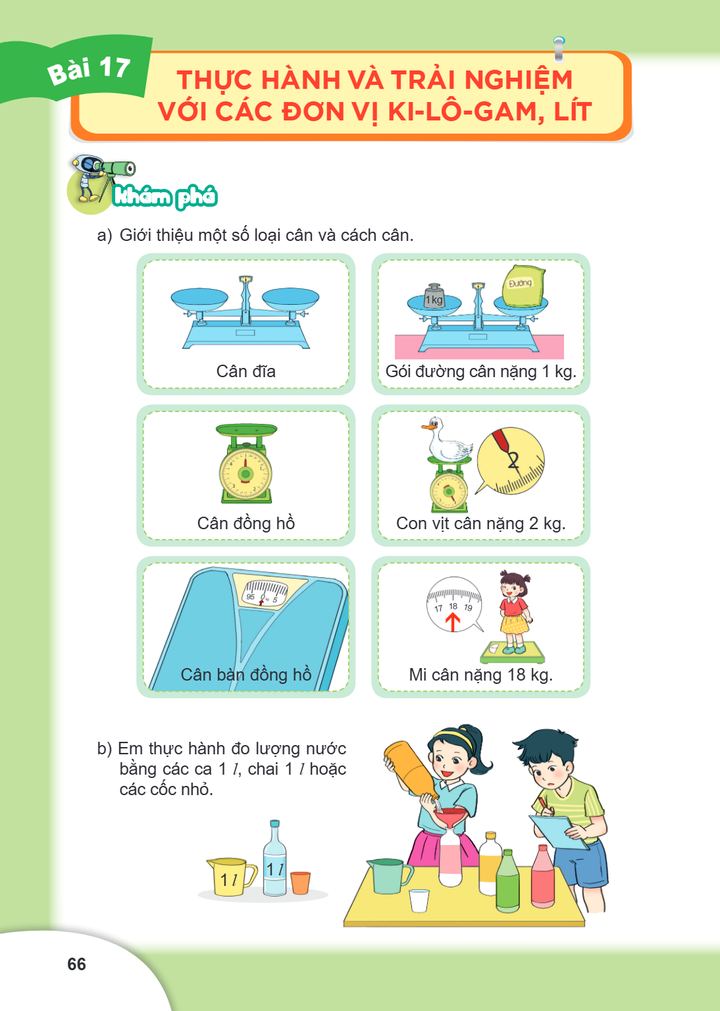 Bài 17
THỰC HÀNH VÀ TRẢI NGHIỆM
VỚI CÁC ĐƠN VỊ KI-LÔ-GAM, LÍT
Khám phá
a) Giới thiệu một số loại cân và cách cân.
1kg
Đường
Cân đĩa
Gói đường cân nặng 1 kg.
2
Cân đồng hồ
Con vịt cân nặng 2 kg.
95 0 5
17 18 19
Cân bàn đồng hồ
Mi cân nặng 18 kg.
b) Em thực hành đo lượng nước
bằng các ca 1 l, chai 1 l hoặc
các cốc nhỏ.
1 l
1 l
66